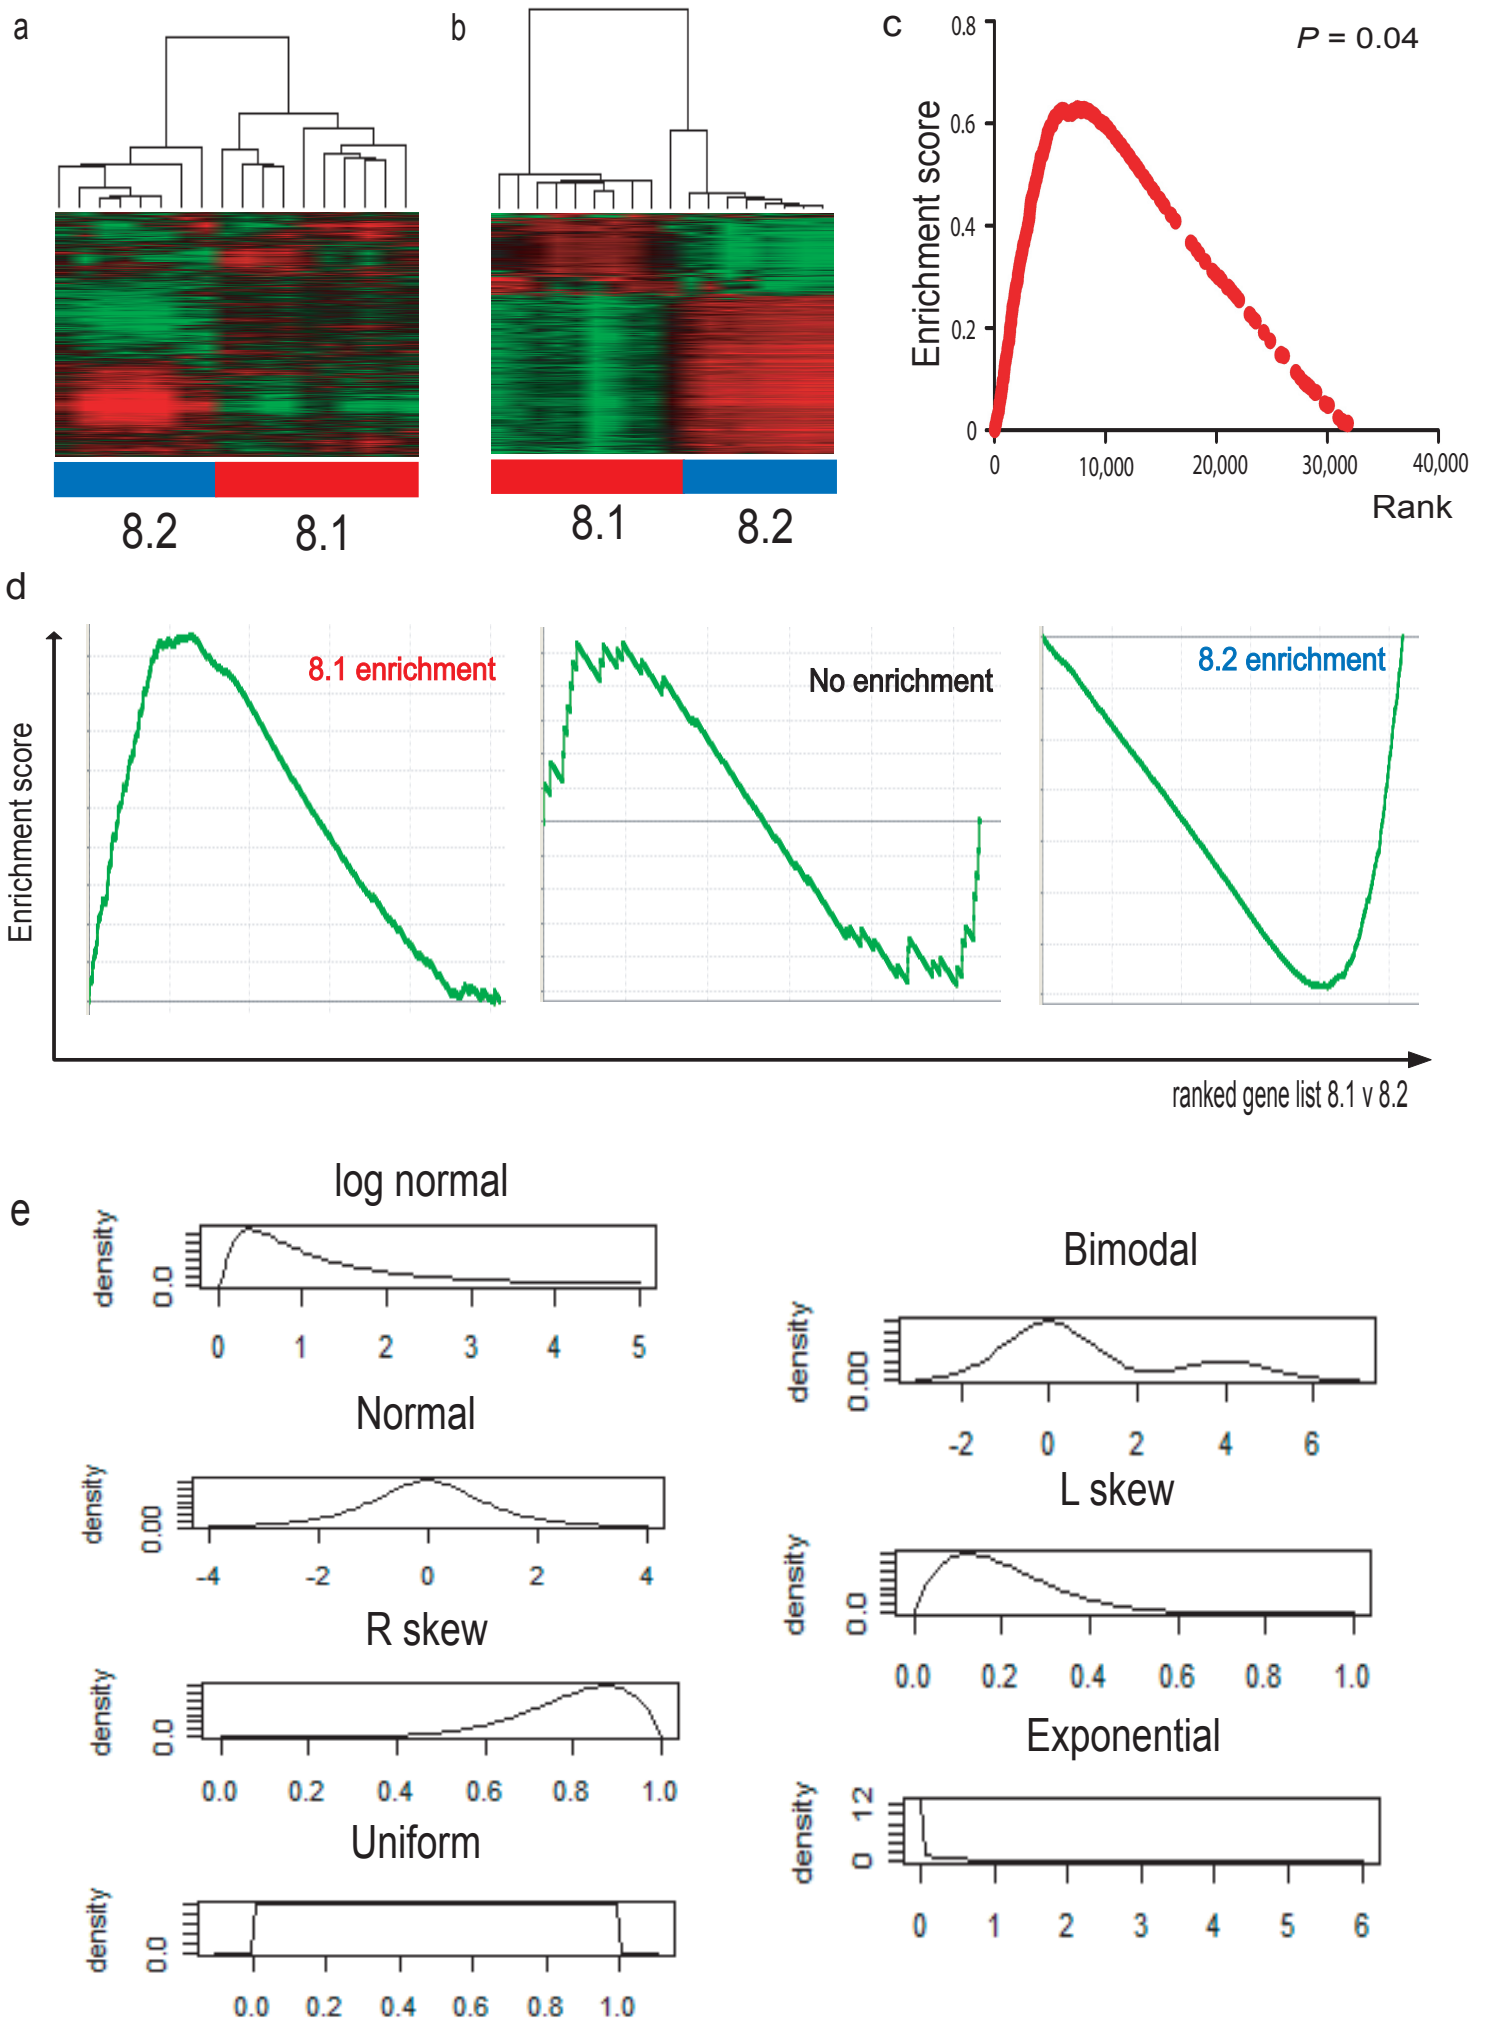 a
8.2 8.1
b
8.1 8.2
c
P = 0.04
Enrichment score
0.8
0.6
0.4
0.2
0
0 10,000 20,000 30,000 40,000
Rank
d
Enrichment score
8.1 enrichment
No enrichment
8.2 enrichment
ranked gene list 8.1 v 8.2
e
log normal
density
0.0
0 1 2 3 4 5
Normal
density
0.00
-4 -2 0 2 4
R skew
density
0.0
0.0 0.2 0.4 0.6 0.8 1.0
Uniform
density
0.0
0.0 0.2 0.4 0.6 0.8 1.0
Bimodal
density
0.00
-2 0 2 4 6
L skew
density
0.0
0.0 0.2 0.4 0.6 0.8 1.0
Exponential
density
12
0
0 1 2 3 4 5 6